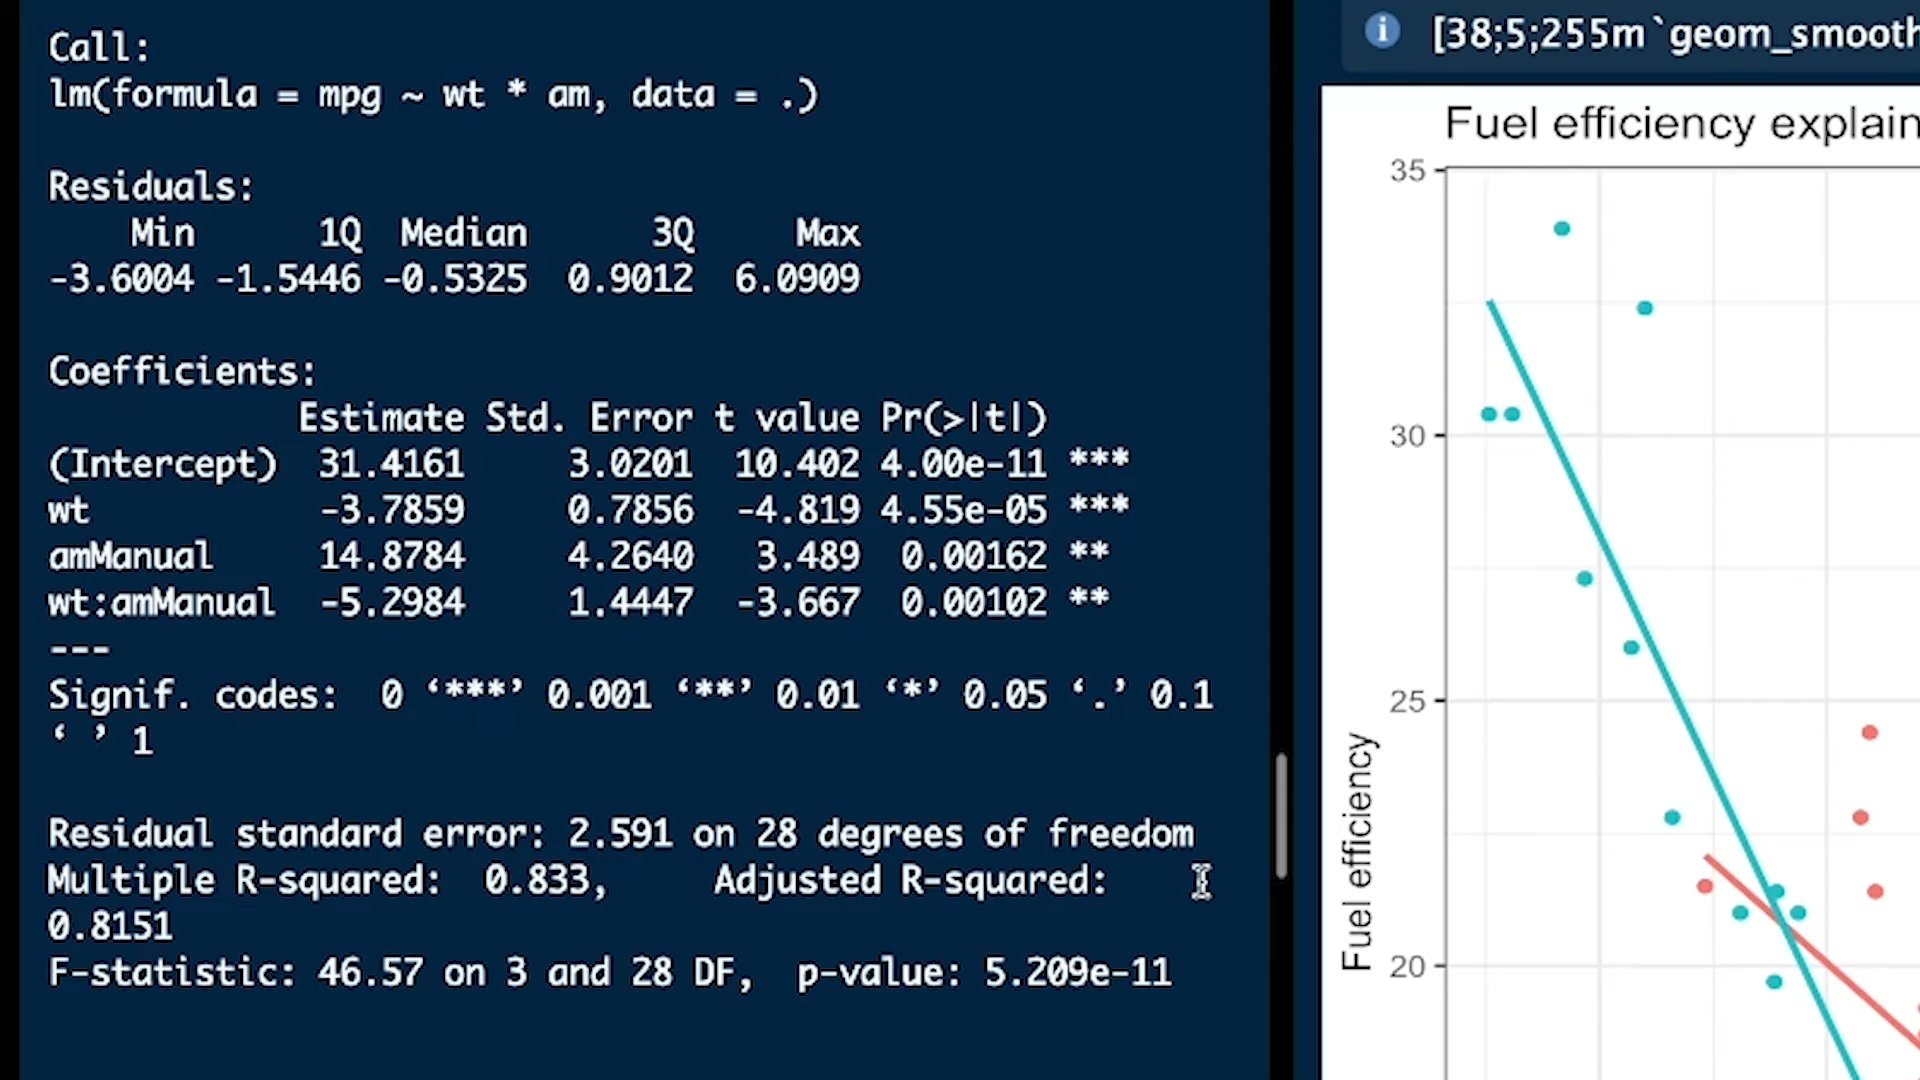 Call:
lm(formula = mpg ~ wt * am, data = .)
Residuals:
Min 1Q Median 3Q Max
-3.6004 -1.5446 -0.5325 0.9012 6.0909
Coefficients:
Estimate Std. Error t value Pr(>|t|)
(Intercept) 31.4161 3.0201 10.402 4.00e-11 ***
wt -3.7859 0.7856 -4.819 4.55e-05 ***
amManual 14.8784 4.2640 3.489 0.00162 **
wt:amManual -5.2984 1.4447 -3.667 0.00102 **
---
Signif. codes: 0 ‘***’ 0.001 ‘**’ 0.01 ‘*’ 0.05 ‘.’ 0.1
‘ ’ 1
Residual standard error: 2.591 on 28 degrees of freedom
Multiple R-squared: 0.833, Adjusted R-squared:
0.8151
F-statistic: 46.57 on 3 and 28 DF, p-value: 5.209e-11
[38;5;255m`geom_smooth
Fuel efficiency explain
35
30
25
20
Fuel efficiency